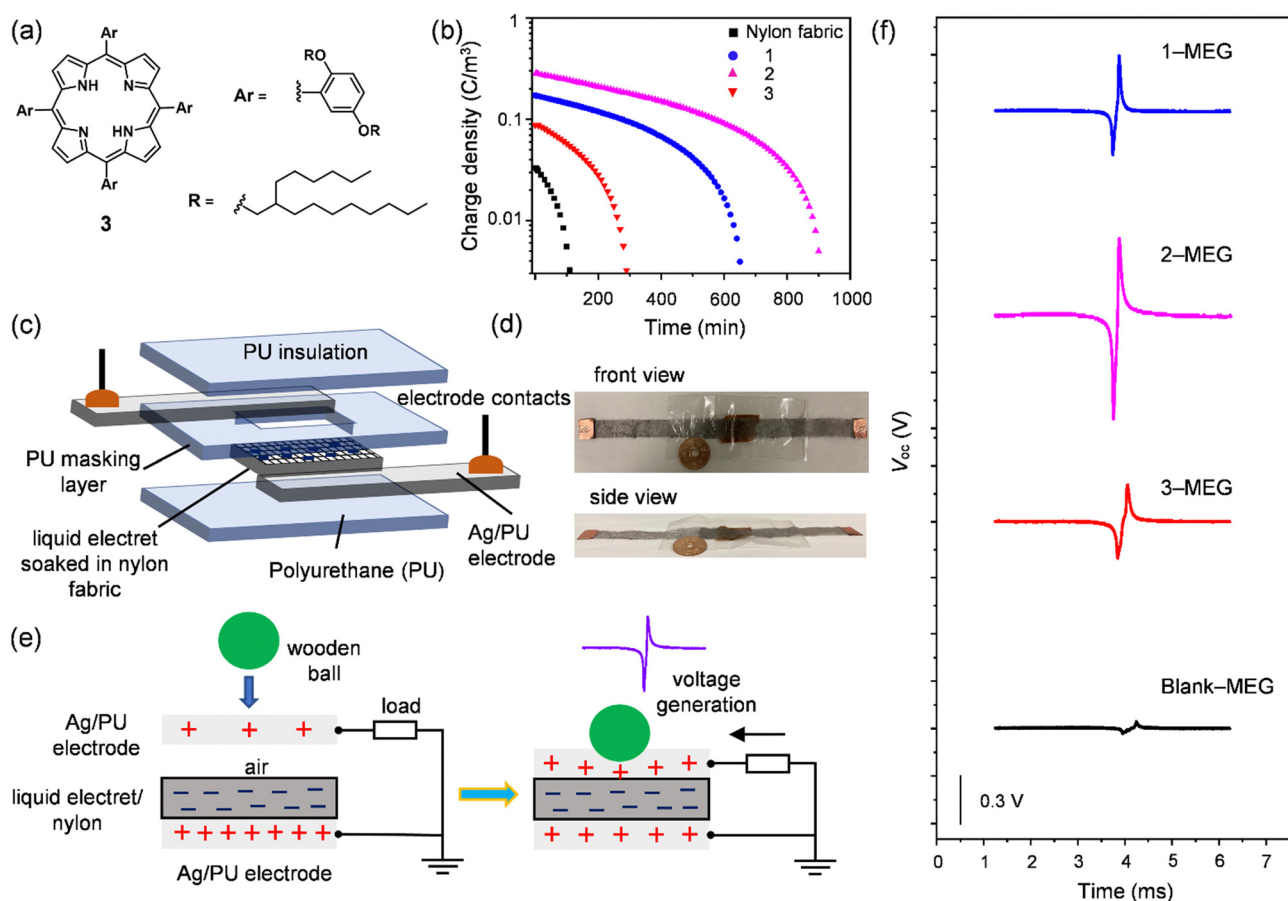 (a)
Ar
Ar
Ar
Ar
NH
N
N
HN
3
Ar =
RO
OR
R =
(b)
Charge density (C/m³)
1
0.1
0.01
Nylon fabric
1
2
3
200
400
600
800
1000
Time (min)
(c)
PU insulation
electrode contacts
PU masking
layer
liquid electret
soaked in nylon
fabric
Ag/PU
electrode
Polyurethane (PU)
(d)
front view
side view
(e)
wooden
ball
Ag/PU
electrode
load
air
liquid electret/
nylon
Ag/PU electrode
voltage
generation
(f)
1–MEG
2–MEG
3–MEG
Blank–MEG
Voc (V)
0.3 V
0 1 2 3 4 5 6 7
Time (ms)